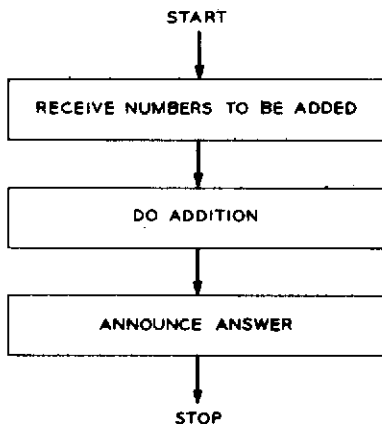 START
RECEIVE NUMBERS TO BE ADDED
DO ADDITION
ANNOUNCE ANSWER
STOP